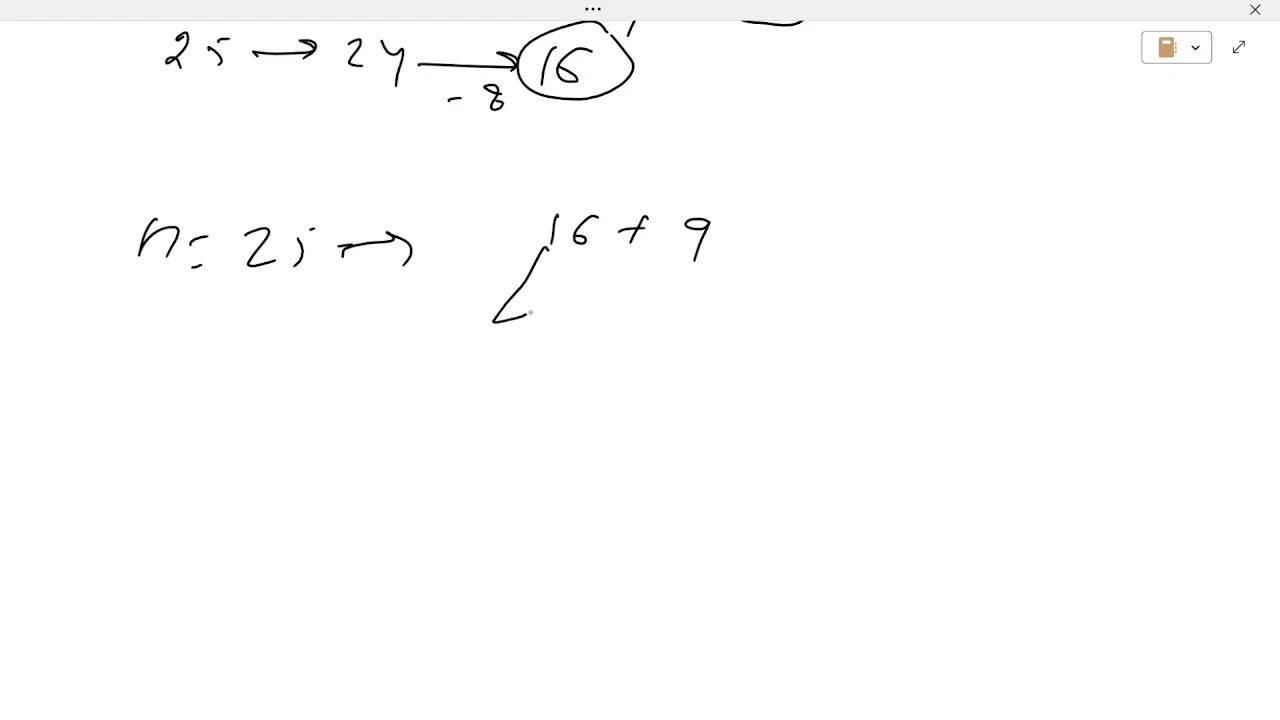 25 → 24 → 16
- 8
n = 25 → 16 + 9